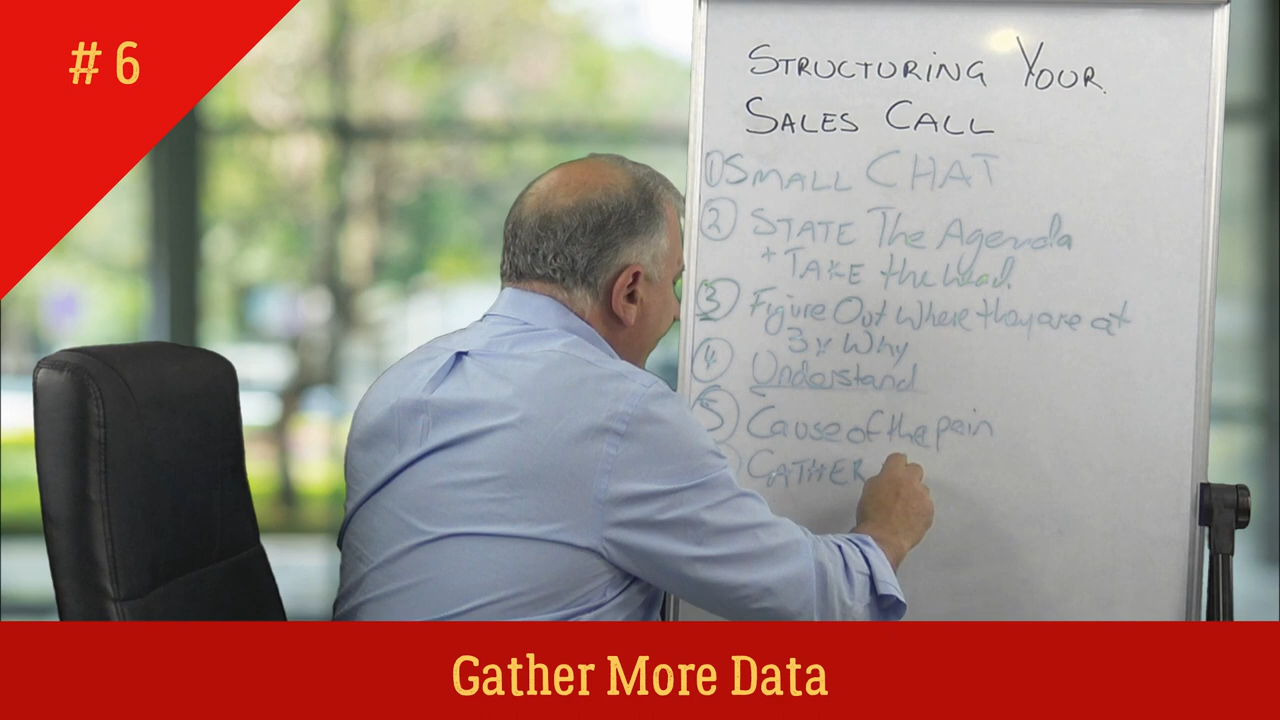 # 6
STRUCTURING YOUR
SALES CALL
① SMALL CHAT
② STATE The Agenda
+ TAKE the lead.
③ Figure Out Where they are at
3x Why
④ Understand
⑤ Cause of the pain
GATHER
Gather More Data